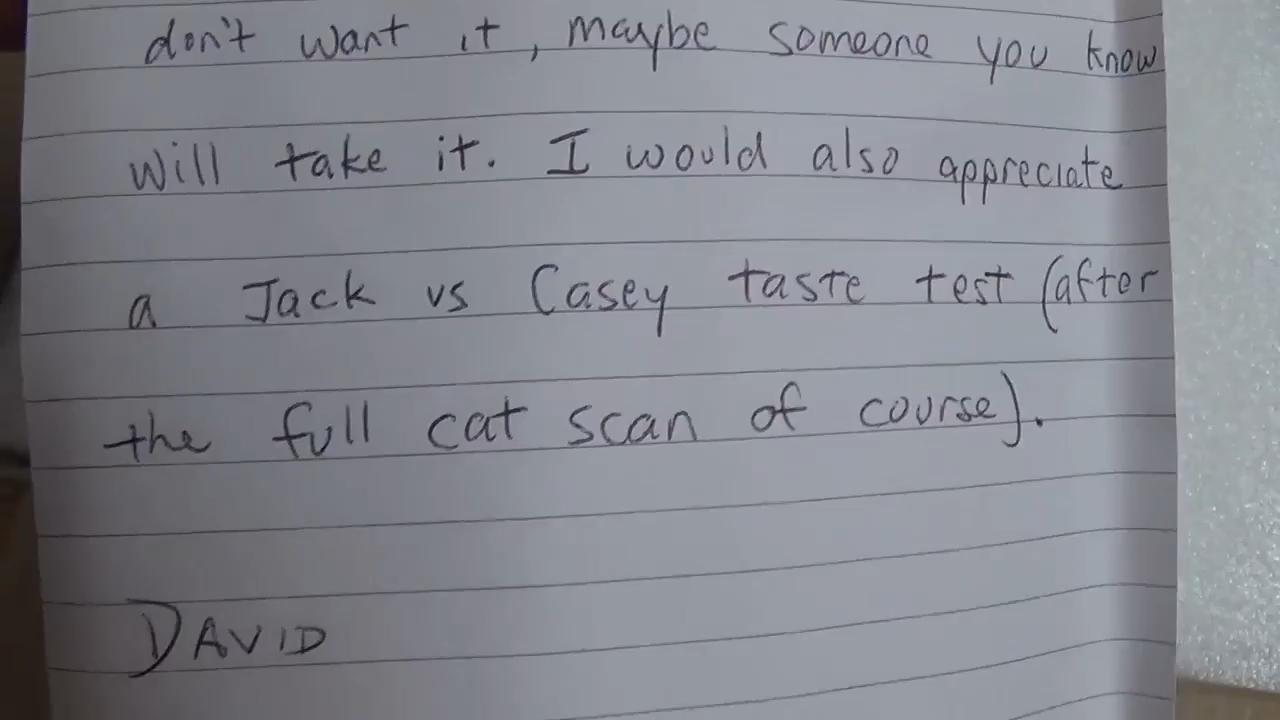 don't want it, maybe someone you know
will take it. I would also appreciate
a Jack vs Casey taste test (after
the full cat scan of course).
DAVID